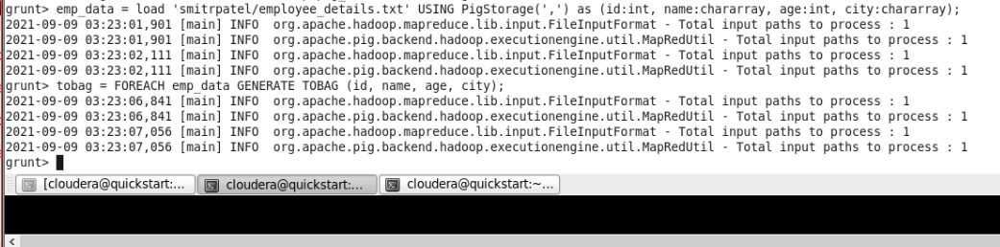 grunt> emp_data = load 'smitrpatel/employee_details.txt' USING PigStorage(',') as (id:int, name:chararray, age:int, city:chararray);
2021-09-09 03:23:01,901 [main] INFO  org.apache.hadoop.mapreduce.lib.input.FileInputFormat - Total input paths to process : 1
2021-09-09 03:23:01,901 [main] INFO  org.apache.pig.backend.hadoop.executionengine.util.MapRedUtil - Total input paths to process : 1
2021-09-09 03:23:02,111 [main] INFO  org.apache.hadoop.mapreduce.lib.input.FileInputFormat - Total input paths to process : 1
2021-09-09 03:23:02,111 [main] INFO  org.apache.pig.backend.hadoop.executionengine.util.MapRedUtil - Total input paths to process : 1
grunt> tobag = FOREACH emp_data GENERATE TOBAG (id, name, age, city);
2021-09-09 03:23:06,841 [main] INFO  org.apache.hadoop.mapreduce.lib.input.FileInputFormat - Total input paths to process : 1
2021-09-09 03:23:06,841 [main] INFO  org.apache.pig.backend.hadoop.executionengine.util.MapRedUtil - Total input paths to process : 1
2021-09-09 03:23:07,056 [main] INFO  org.apache.hadoop.mapreduce.lib.input.FileInputFormat - Total input paths to process : 1
2021-09-09 03:23:07,056 [main] INFO  org.apache.pig.backend.hadoop.executionengine.util.MapRedUtil - Total input paths to process : 1
grunt>
[cloudera@quickstart:... cloudera@quickstart:... cloudera@quickstart:~...